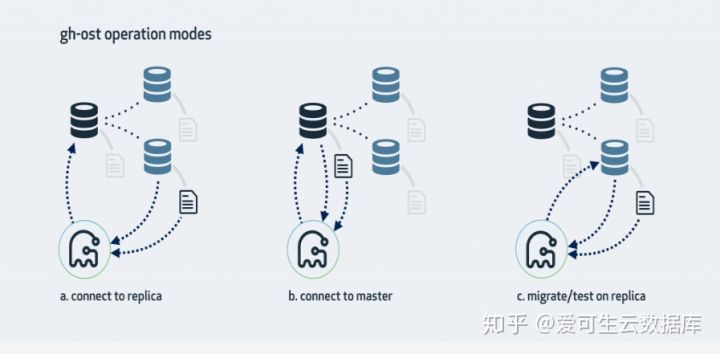 gh-ost operation modes
a. connect to replica
b. connect to master
c. migrate/test on replica
知乎 @爱可生云数据库